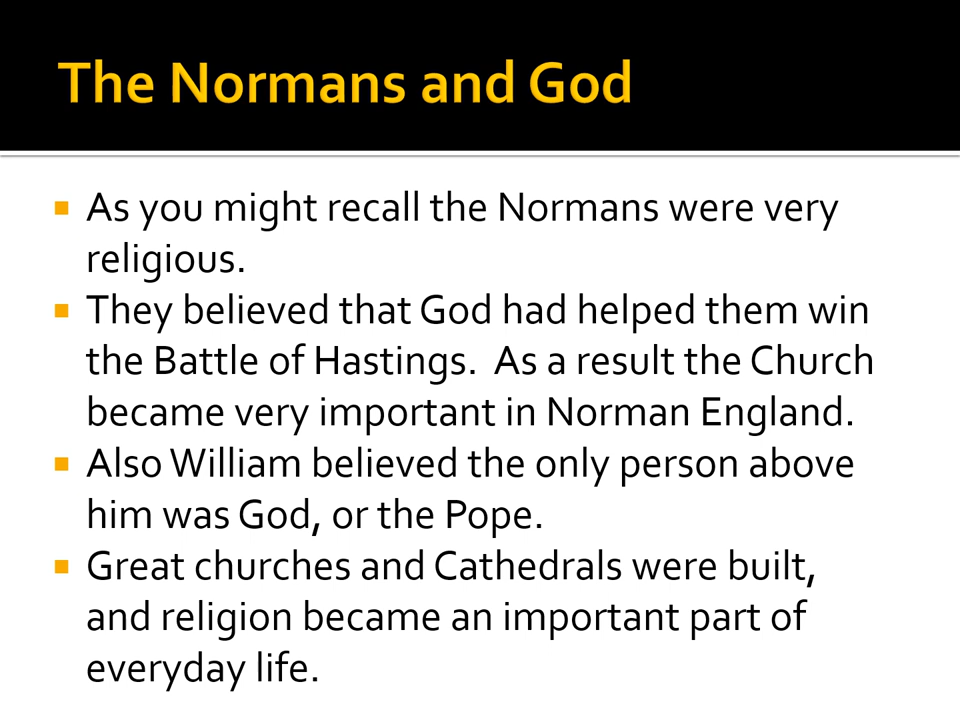 The Normans and God
As you might recall the Normans were very
religious.
They believed that God had helped them win
the Battle of Hastings.  As a result the Church
became very important in Norman England.
Also William believed the only person above
him was God, or the Pope.
Great churches and Cathedrals were built,
and religion became an important part of
everyday life.